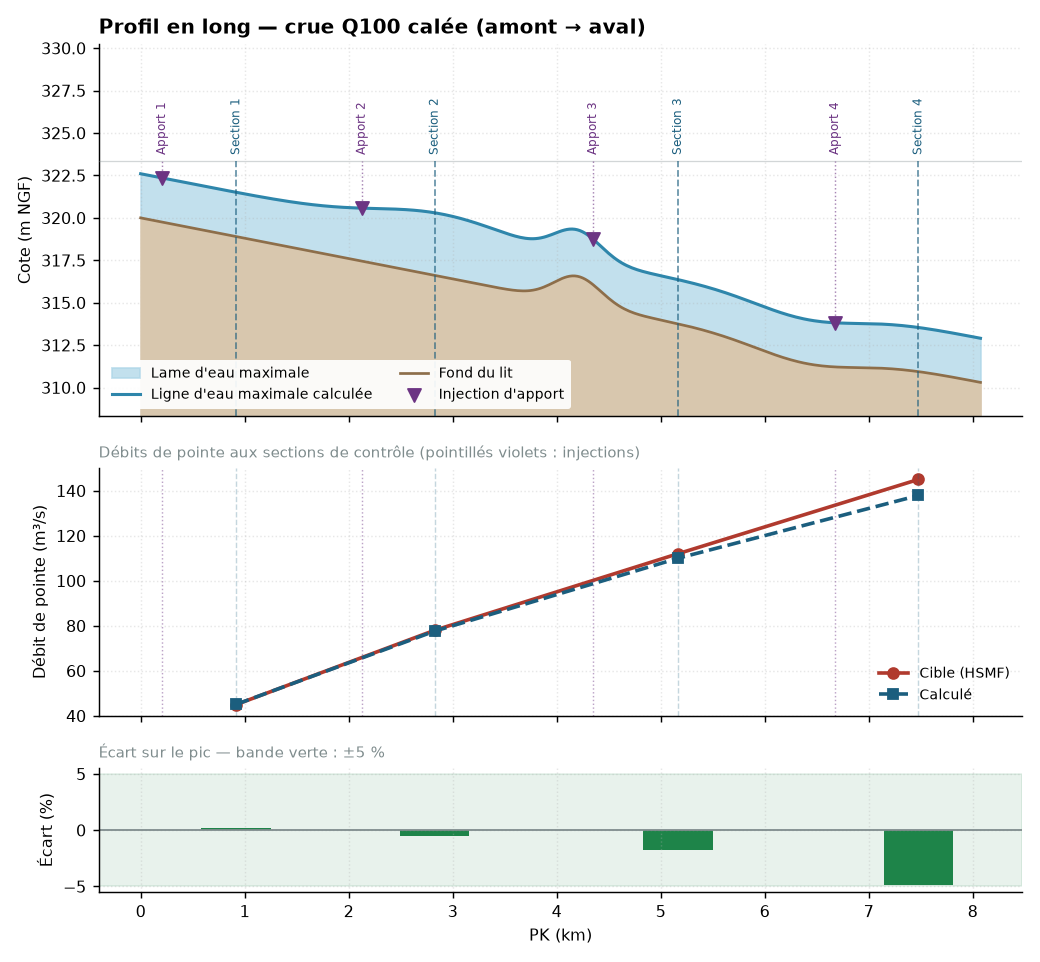 Profil en long — crue Q100 calée (amont → aval)
Cote (m NGF)
330.0
327.5
325.0
322.5
320.0
317.5
315.0
312.5
310.0
Apport 1
Section 1
Apport 2
Section 2
Apport 3
Section 3
Apport 4
Section 4
Lame d'eau maximale
Ligne d'eau maximale calculée
Fond du lit
Injection d'apport
Débits de pointe aux sections de contrôle (pointillés violets : injections)
Débit de pointe (m³/s)
140
120
100
80
60
40
Cible (HSMF)
Calculé
Écart sur le pic — bande verte : ±5 %
Écart (%)
5
0
−5
0 1 2 3 4 5 6 7 8
PK (km)